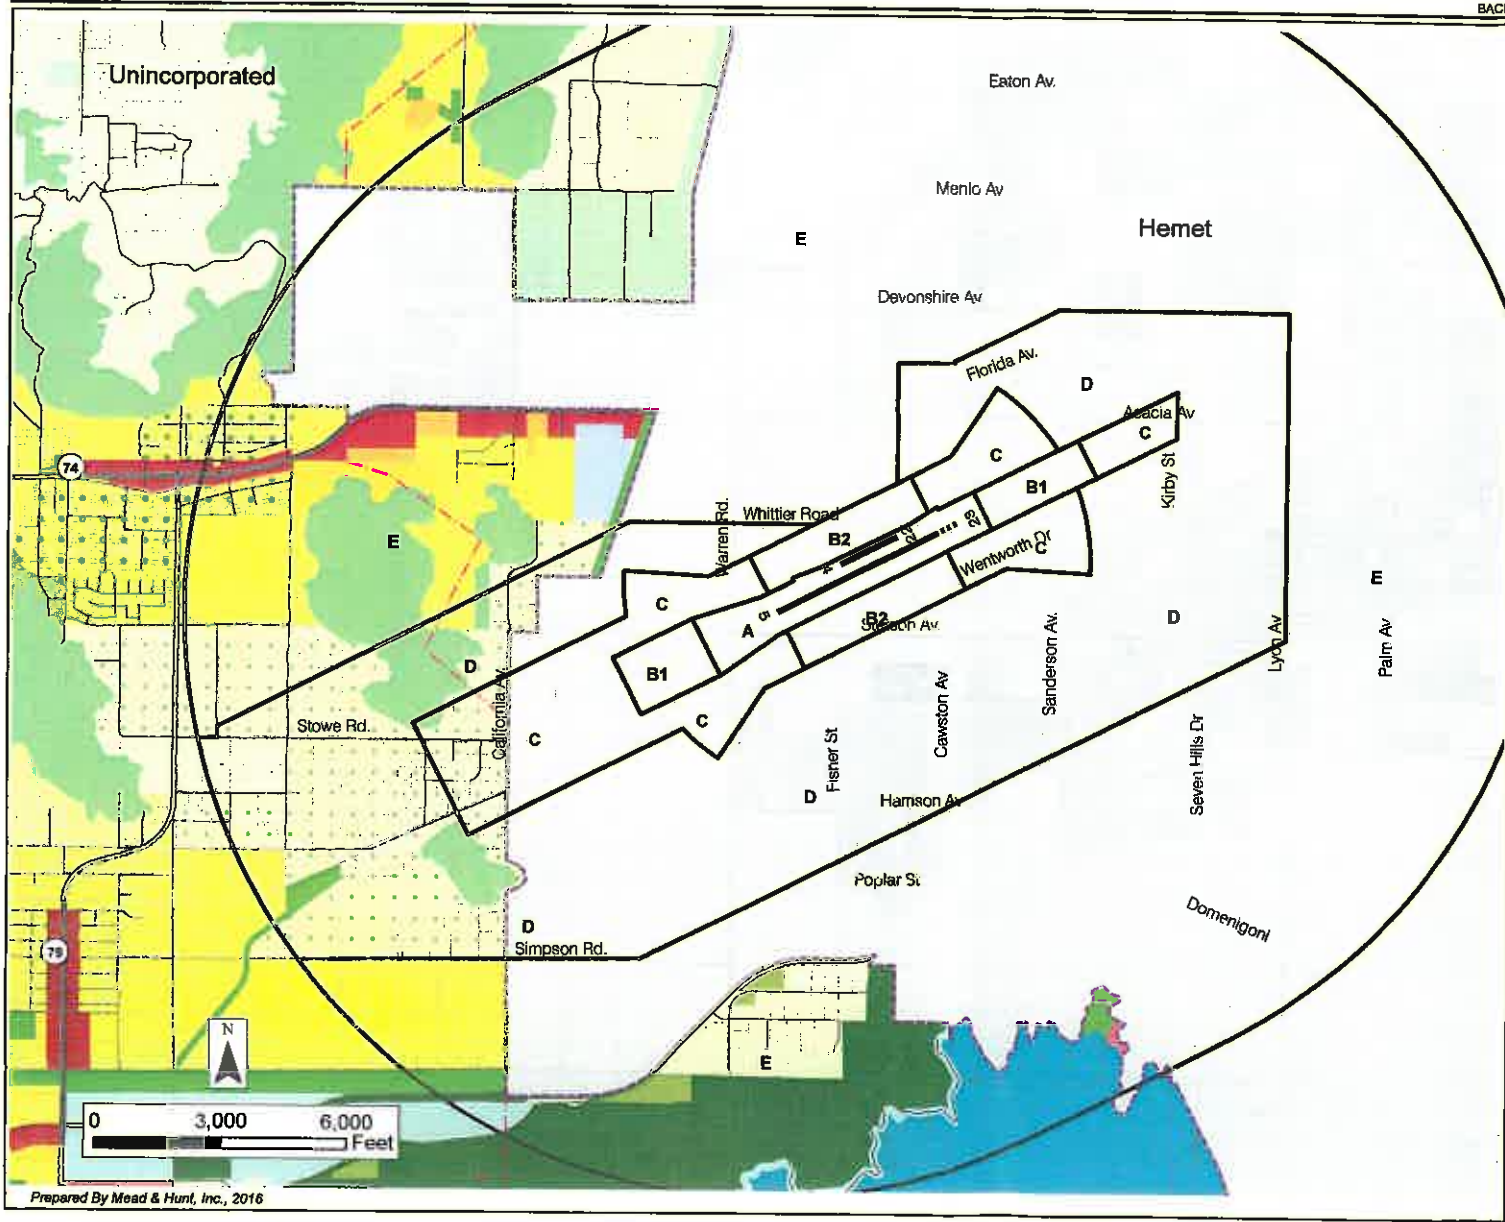 BAC
Unincorporated
Eaton Av.
Menlo Av
Hemet
E
Devonshire Av
Florida Av.
D
Acacia Av
C
C
74
Kirby St
B1
Warren Rd.
Whittier Road
22
29
B2
E
4
Wentworth Dr
C
E
C
5
A
B2
Av.
D
Lyon Av
Palm Av
D
B1
California Av
Sanderson Av.
Cawston Av
Stowe Rd.
C
C
Fisher St
Seven Hills Dr
D
Harrison Av
Poplar St
D
Domenigoni
Simpson Rd.
79
N
E
0 3,000 6,000
Feet
Prepared By Mead & Hunt, Inc., 2016